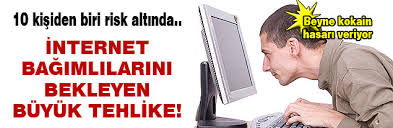 10 kişiden biri risk altında..
İNTERNET
BAĞIMLILARINI
BEKLEYEN
BÜYÜK TEHLİKE!
Beyne kokain
hasarı veriyor